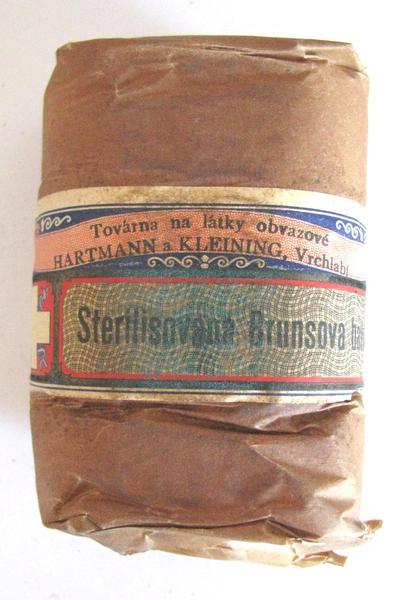 Továrna na látky obvazové
HARTMANN a KLEINING, Vrchlabí
Sterilisovaná Brunsova